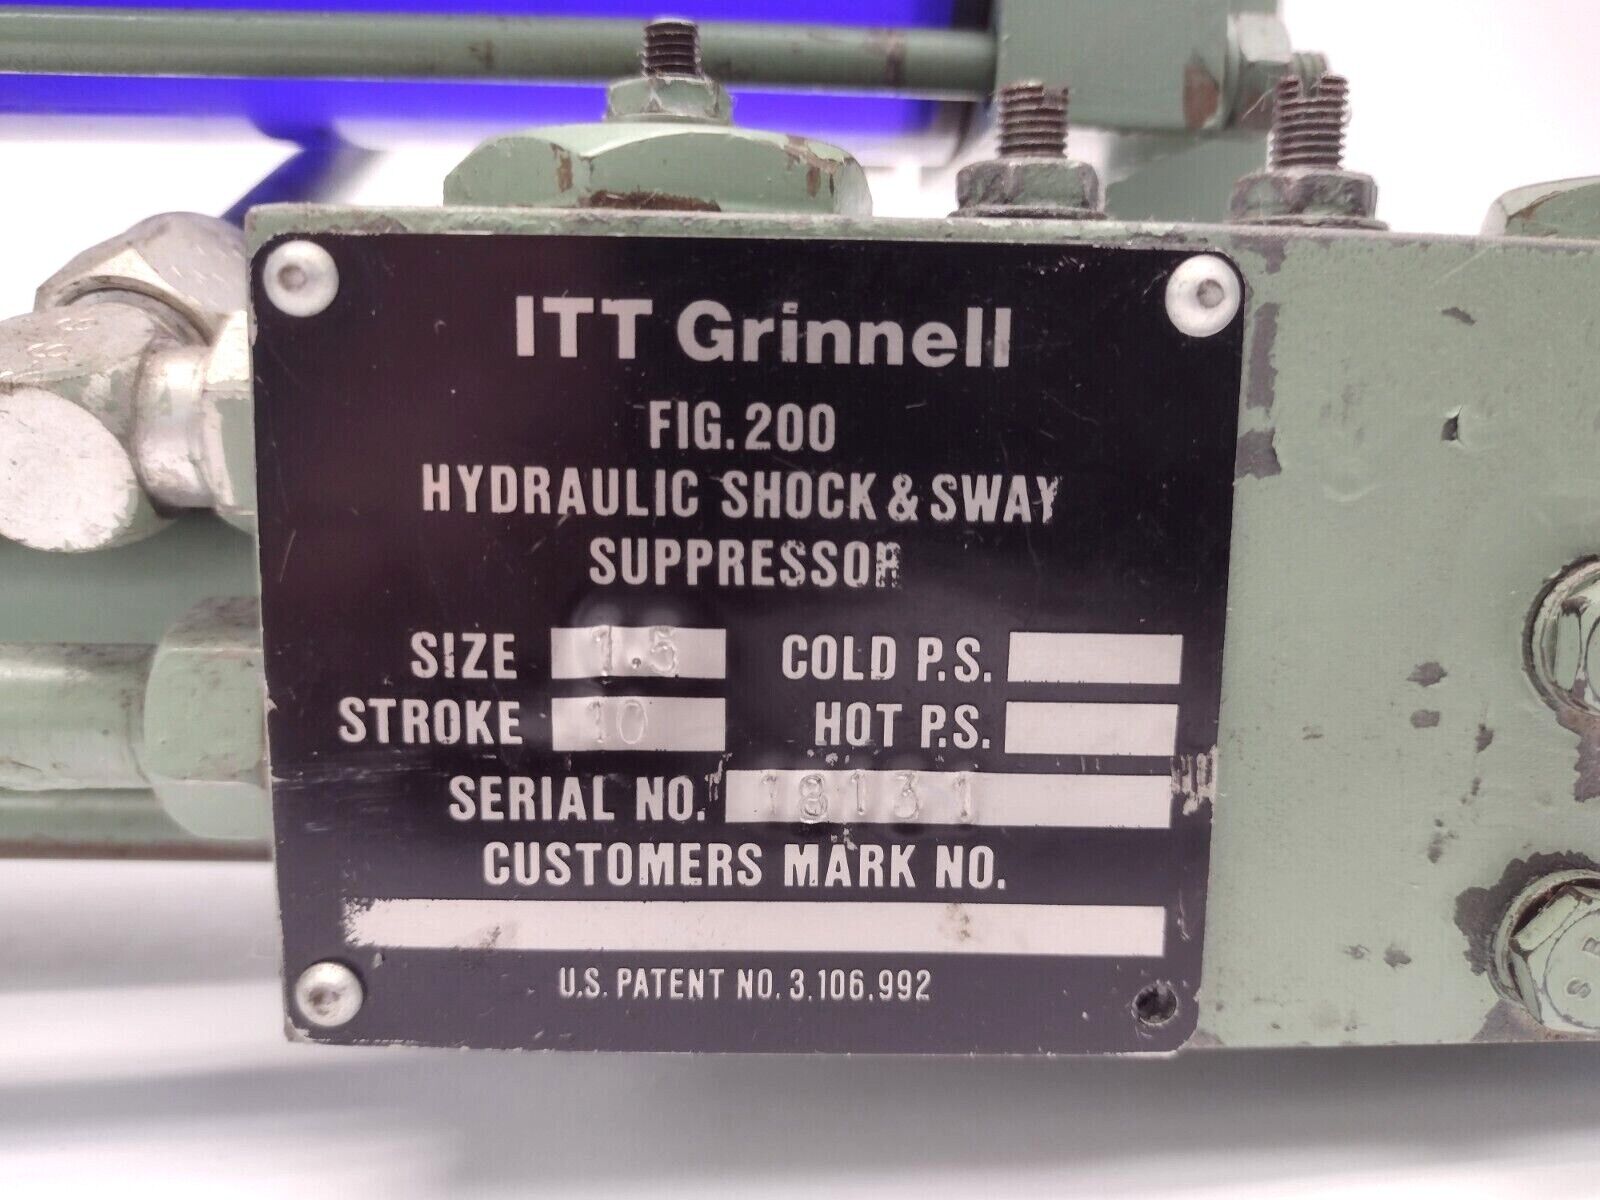 ITT Grinnell
FIG. 200
HYDRAULIC SHOCK & SWAY
SUPPRESSOR
SIZE 1.5 COLD P.S.
STROKE 10 HOT P.S.
SERIAL NO. 18131
CUSTOMERS MARK NO.
U.S. PATENT NO. 3,106,992